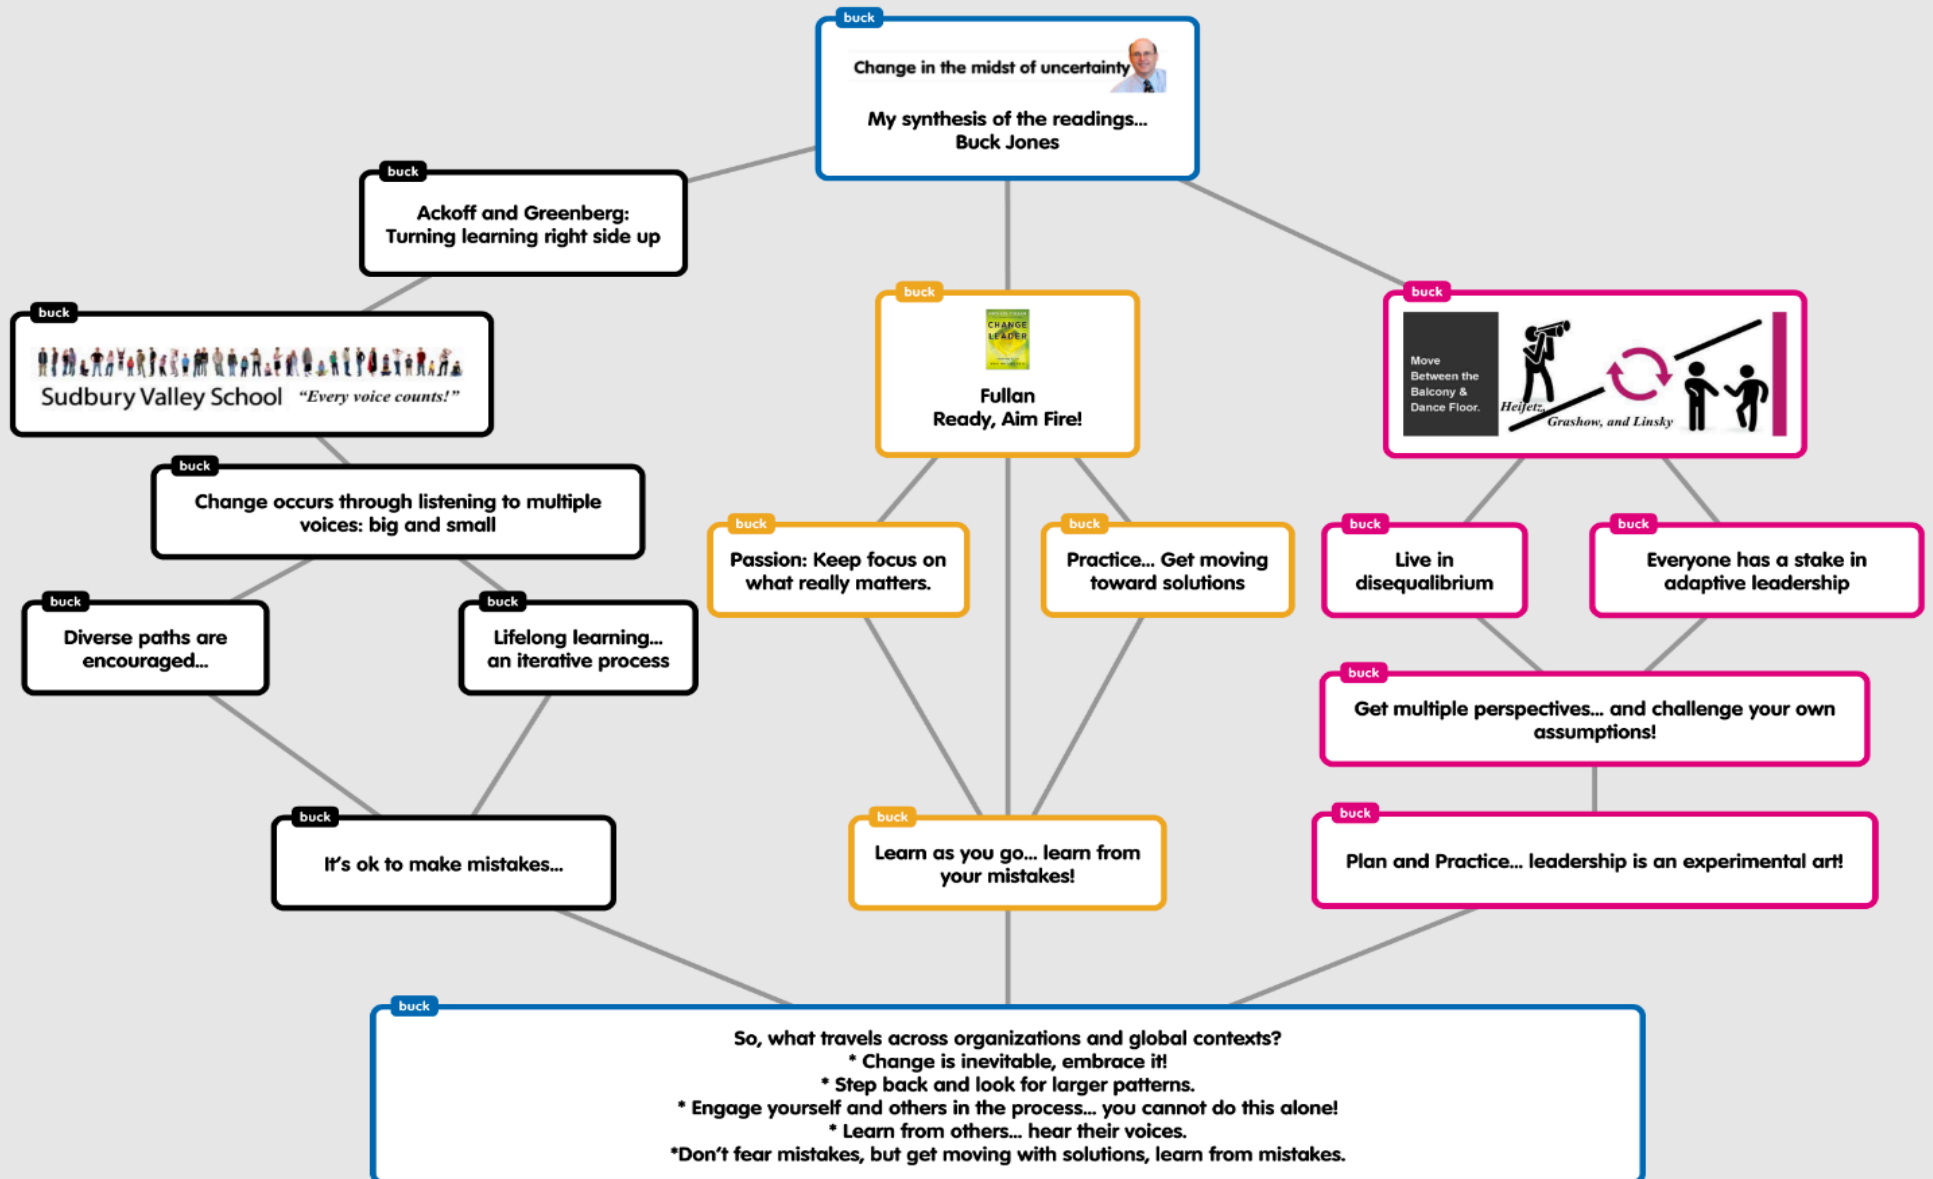 buck
Change in the midst of uncertainty
My synthesis of the readings...
Buck Jones
buck
Ackoff and Greenberg:
Turning learning right side up
buck
Sudbury Valley School "Every voice counts!"
buck
Change occurs through listening to multiple
voices: big and small
buck
Diverse paths are
encouraged...
buck
Lifelong learning...
an iterative process
buck
It's ok to make mistakes...
buck
CHANGE
LEADER
Fullan
Ready, Aim Fire!
buck
Passion: Keep focus on
what really matters.
buck
Practice... Get moving
toward solutions
buck
Learn as you go... learn from
your mistakes!
buck
Move
Between the
Balcony &
Dance Floor.
Heifetz,
Grashow, and Linsky
buck
Live in
disequalibrium
buck
Everyone has a stake in
adaptive leadership
buck
Get multiple perspectives... and challenge your own
assumptions!
buck
Plan and Practice... leadership is an experimental art!
buck
So, what travels across organizations and global contexts?
* Change is inevitable, embrace it!
* Step back and look for larger patterns.
* Engage yourself and others in the process... you cannot do this alone!
* Learn from others... hear their voices.
*Don't fear mistakes, but get moving with solutions, learn from mistakes.